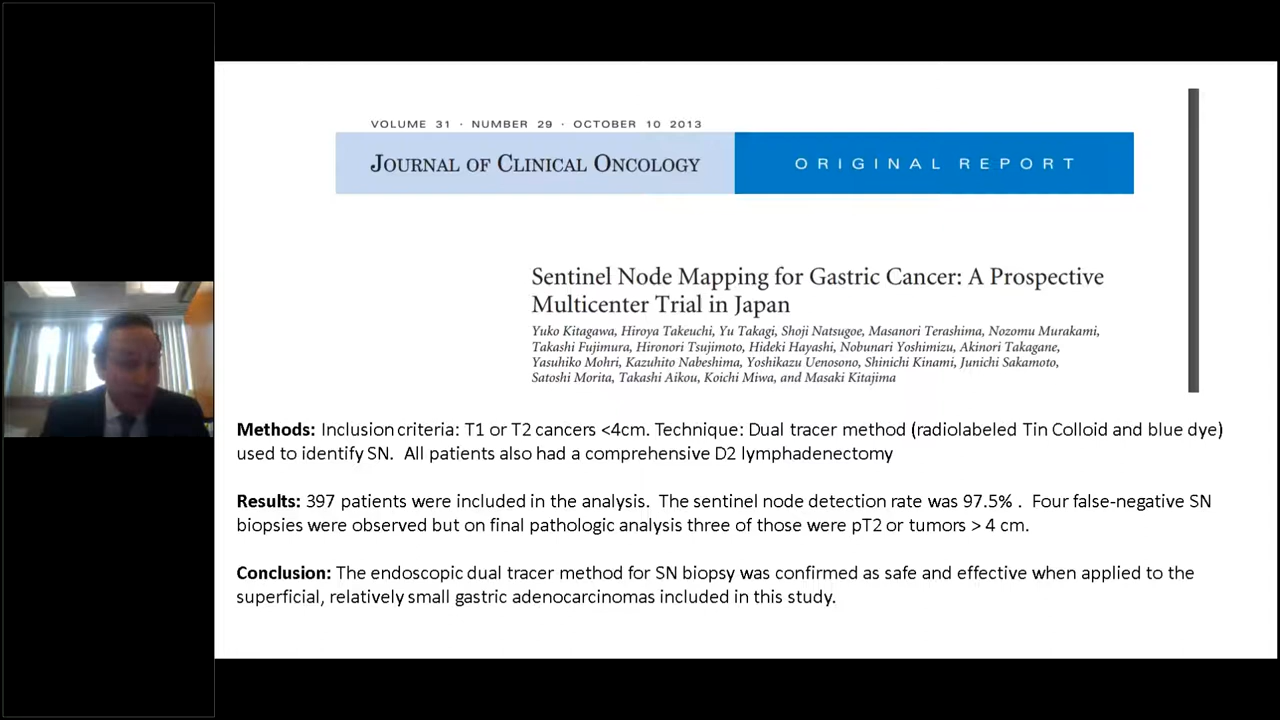 VOLUME 31 · NUMBER 29 · OCTOBER 10 2013
JOURNAL OF CLINICAL ONCOLOGY
ORIGINAL REPORT
Sentinel Node Mapping for Gastric Cancer: A Prospective
Multicenter Trial in Japan
Yuko Kitagawa, Hiroya Takeuchi, Yu Takagi, Shoji Natsugoe, Masanori Terashima, Nozomu Murakami,
Takashi Fujimura, Hironori Tsujimoto, Hideki Hayashi, Nobunari Yoshimizu, Akinori Takagane,
Yasuhiko Mohri, Kazuhito Nabeshima, Yoshikazu Uenosono, Shinichi Kinami, Junichi Sakamoto,
Satoshi Morita, Takashi Aikou, Koichi Miwa, and Masaki Kitajima
Methods: Inclusion criteria: T1 or T2 cancers <4cm. Technique: Dual tracer method (radiolabeled Tin Colloid and blue dye)
used to identify SN. All patients also had a comprehensive D2 lymphadenectomy
Results: 397 patients were included in the analysis. The sentinel node detection rate was 97.5% . Four false-negative SN
biopsies were observed but on final pathologic analysis three of those were pT2 or tumors > 4 cm.
Conclusion: The endoscopic dual tracer method for SN biopsy was confirmed as safe and effective when applied to the
superficial, relatively small gastric adenocarcinomas included in this study.